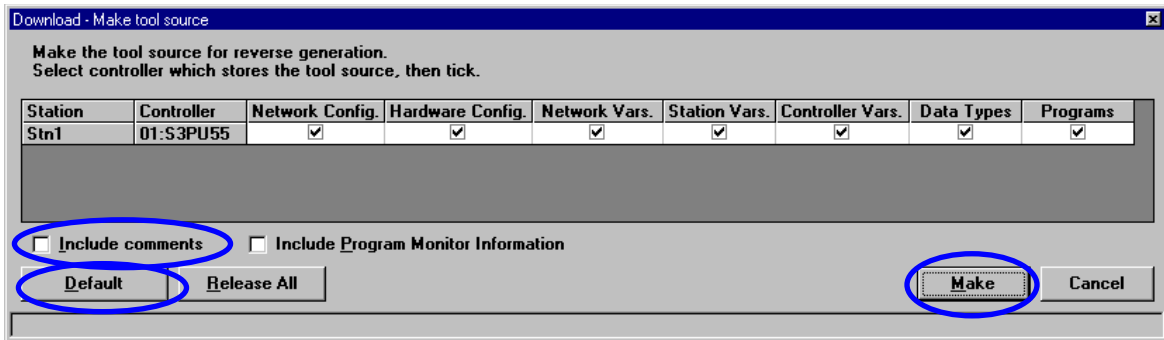 Download - Make tool source
Make the tool source for reverse generation.
Select controller which stores the tool source, then tick.
Station Controller Network Config. Hardware Config. Network Vars. Station Vars. Controller Vars. Data Types Programs
Stn1 01:S3PU55
Include comments Include Program Monitor Information
Default Release All Make Cancel